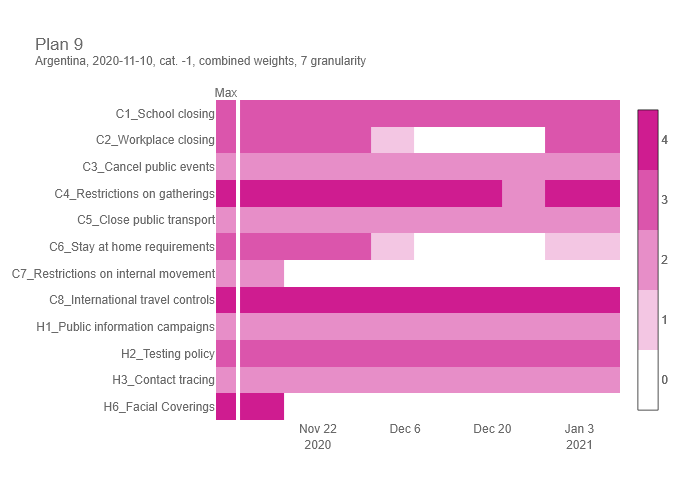 Plan 9
Argentina, 2020-11-10, cat. -1, combined weights, 7 granularity
Max
C1_School closing
C2_Workplace closing
C3_Cancel public events
C4_Restrictions on gatherings
C5_Close public transport
C6_Stay at home requirements
C7_Restrictions on internal movement
C8_International travel controls
H1_Public information campaigns
H2_Testing policy
H3_Contact tracing
H6_Facial Coverings
Nov 22
2020
Dec 6
Dec 20
Jan 3
2021
4
3
2
1
0